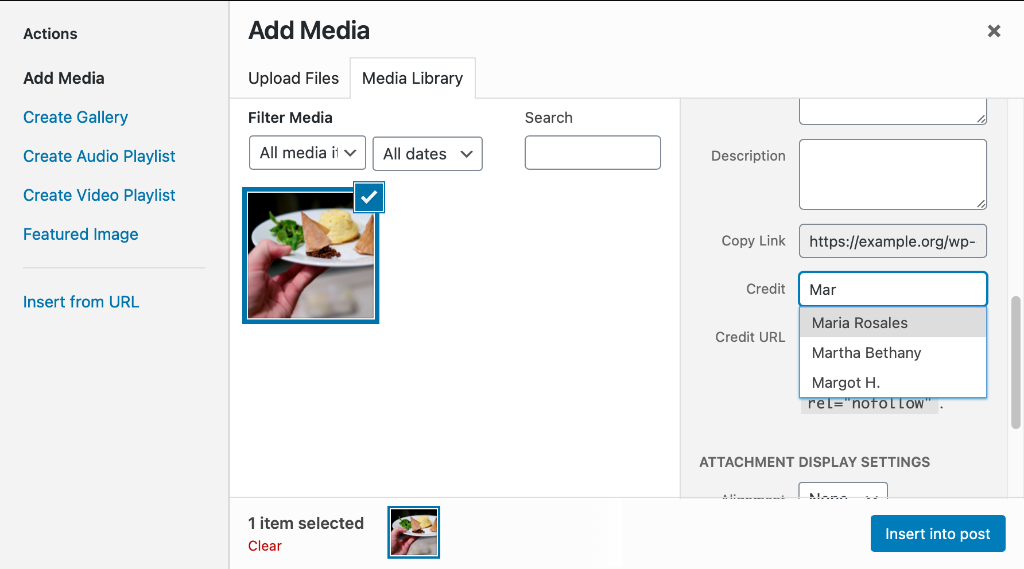 Actions
Add Media
Create Gallery
Create Audio Playlist
Create Video Playlist
Featured Image
Insert from URL
Add Media
Upload Files
Media Library
Filter Media
All media it
All dates
Search
Description
Copy Link
https://example.org/wp-
Credit
Mar
Maria Rosales
Martha Bethany
Margot H.
Credit URL
rel="nofollow" .
ATTACHMENT DISPLAY SETTINGS
Alignment
None
1 item selected
Clear
Insert into post